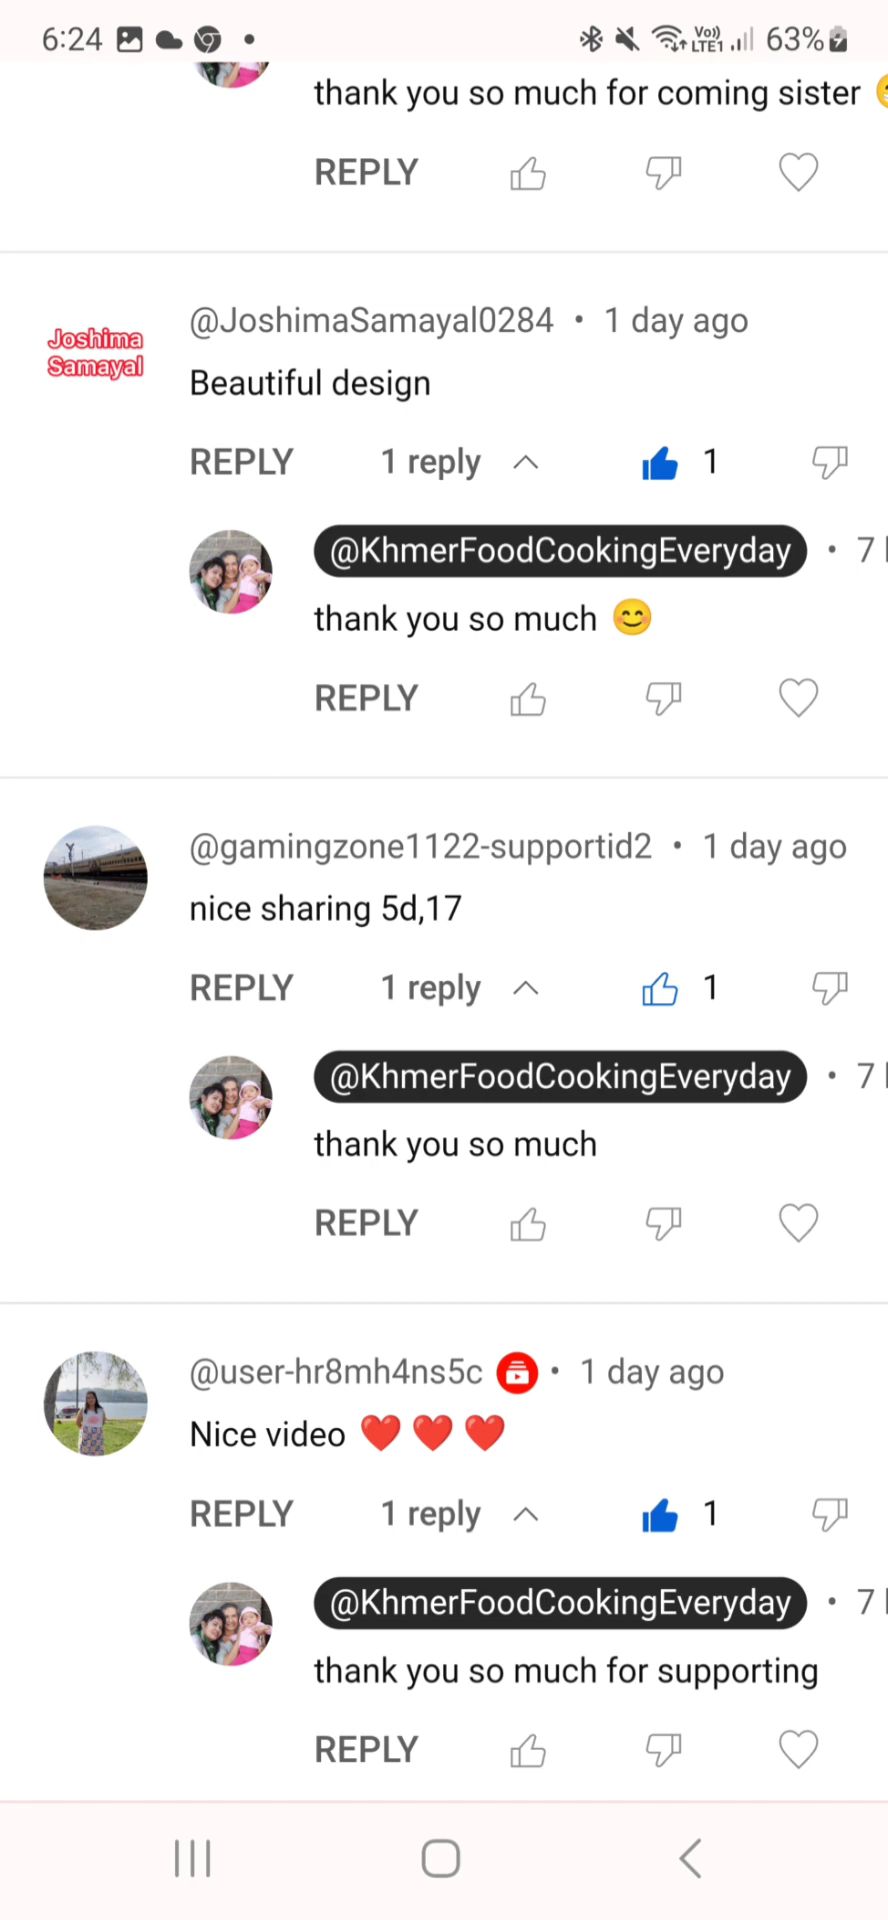 6:24 Vo)) LTE1 63%
thank you so much for coming sister
REPLY
Joshima
Samayal
@JoshimaSamayal0284 • 1 day ago
Beautiful design
REPLY 1 reply 1
@KhmerFoodCookingEveryday • 7
thank you so much 😊
REPLY
@gamingzone1122-supportid2 • 1 day ago
nice sharing 5d,17
REPLY 1 reply 1
@KhmerFoodCookingEveryday • 7
thank you so much
REPLY
@user-hr8mh4ns5c • 1 day ago
Nice video ❤️ ❤️ ❤️
REPLY 1 reply 1
@KhmerFoodCookingEveryday • 7
thank you so much for supporting
REPLY